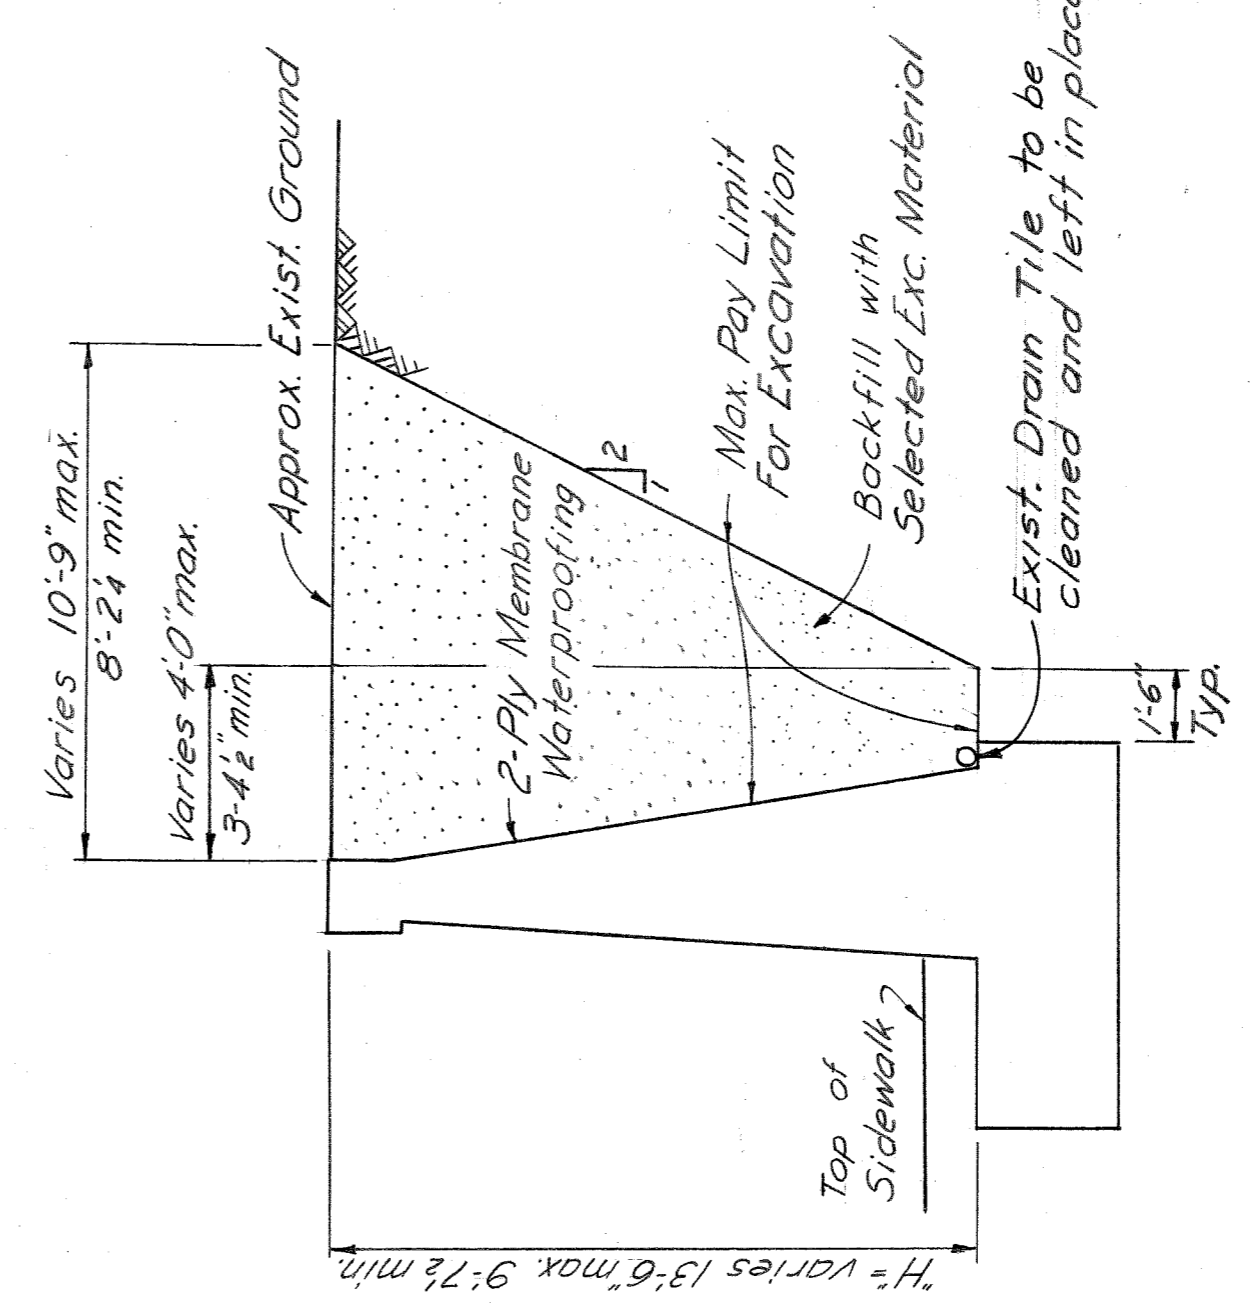 Varies 10'-9" max.
8'-2¼ min.
Varies 4'-0" max.
3'-4½" min.
Approx. Exist. Ground
2-Ply Membrane
Waterproofing
2
1
Max. Pay Limit
For Excavation
Backfill with
Selected Exc. Material
Exist. Drain Tile to be
cleaned and left in place
1'-6"
Typ.
Top of
Sidewalk
"H"= varies 13'-6" max. 9'-7½ min.